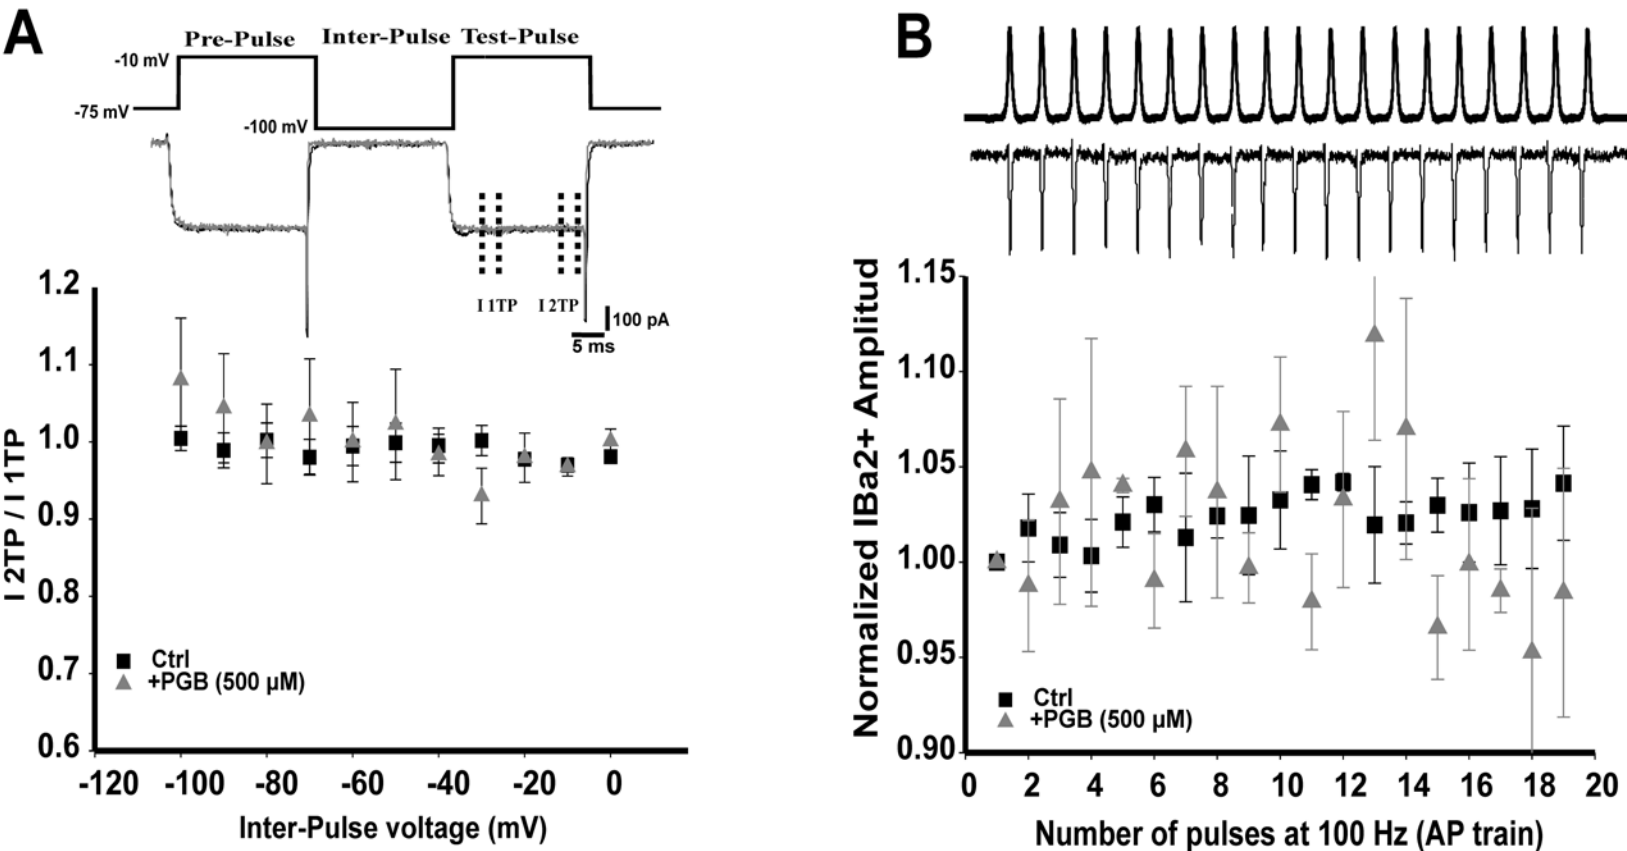 A
Pre-Pulse Inter-Pulse Test-Pulse
-10 mV
-75 mV
-100 mV
I 1TP I 2TP
100 pA
5 ms
1.2
1.1
1.0
0.9
0.8
0.7
0.6
I 2TP / I 1TP
Ctrl
+PGB (500 µM)
-120 -100 -80 -60 -40 -20 0
Inter-Pulse voltage (mV)
B
1.15
1.10
1.05
1.00
0.95
0.90
Normalized IBa2+ Amplitud
Ctrl
+PGB (500 µM)
0 2 4 6 8 10 12 14 16 18 20
Number of pulses at 100 Hz (AP train)